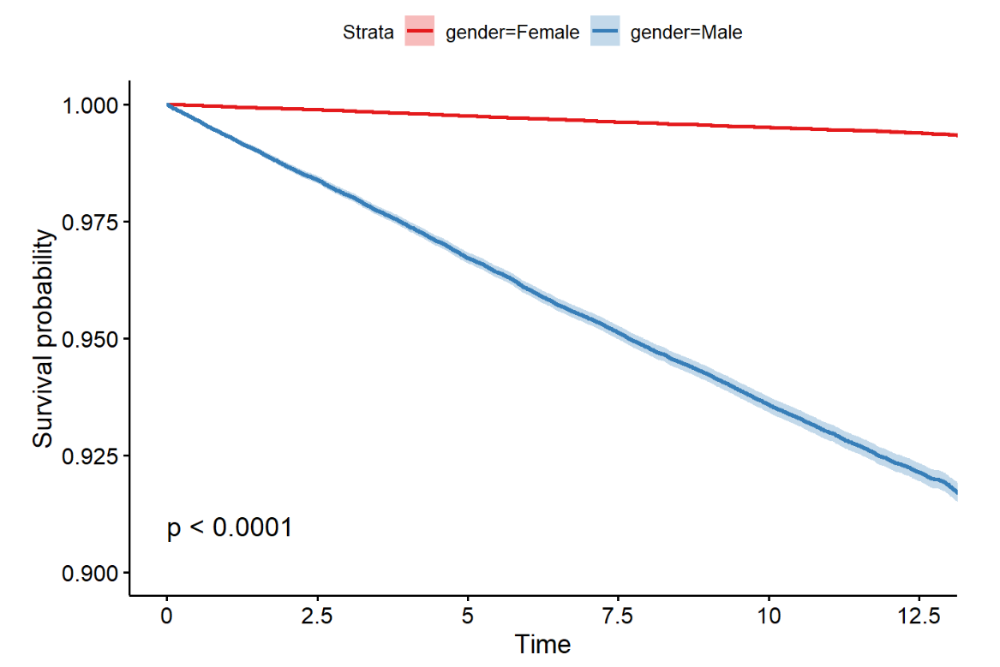 Strata gender=Female gender=Male
Survival probability
1.000
0.975
0.950
0.925
0.900
p < 0.0001
0 2.5 5 7.5 10 12.5
Time